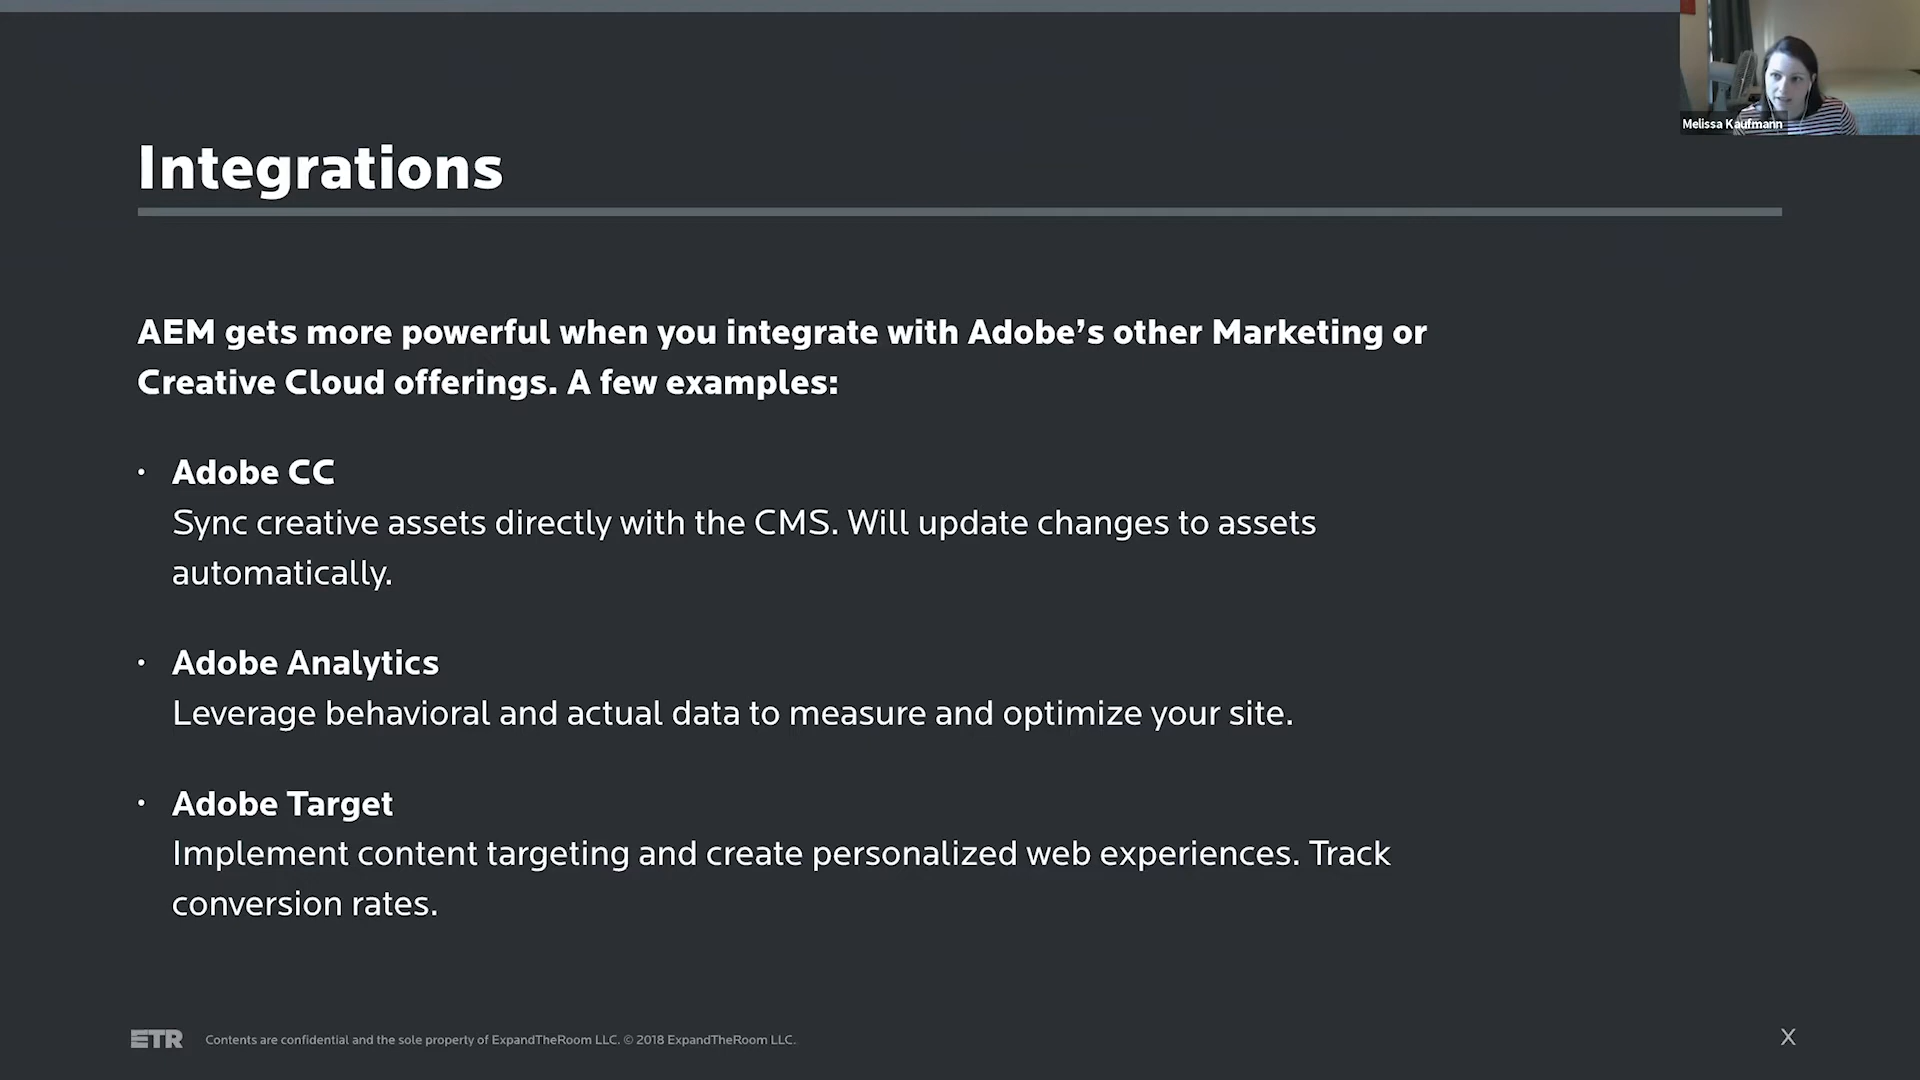 Melissa Kaufmann
Integrations
AEM gets more powerful when you integrate with Adobe’s other Marketing or
Creative Cloud offerings. A few examples:
• Adobe CC
Sync creative assets directly with the CMS. Will update changes to assets
automatically.
• Adobe Analytics
Leverage behavioral and actual data to measure and optimize your site.
• Adobe Target
Implement content targeting and create personalized web experiences. Track
conversion rates.
ETR Contents are confidential and the sole property of ExpandTheRoom LLC. © 2018 ExpandTheRoom LLC. X